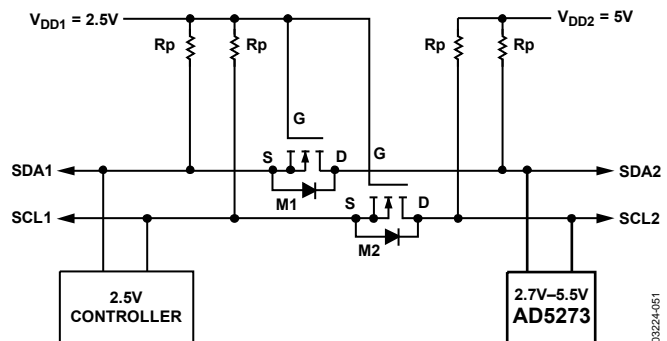 VDD1 = 2.5V
VDD2 = 5V
Rp
Rp
Rp
Rp
G
G
S
D
SDA1
SDA2
M1
S
D
SCL1
SCL2
M2
2.5V
CONTROLLER
2.7V–5.5V
AD5273
03224-051